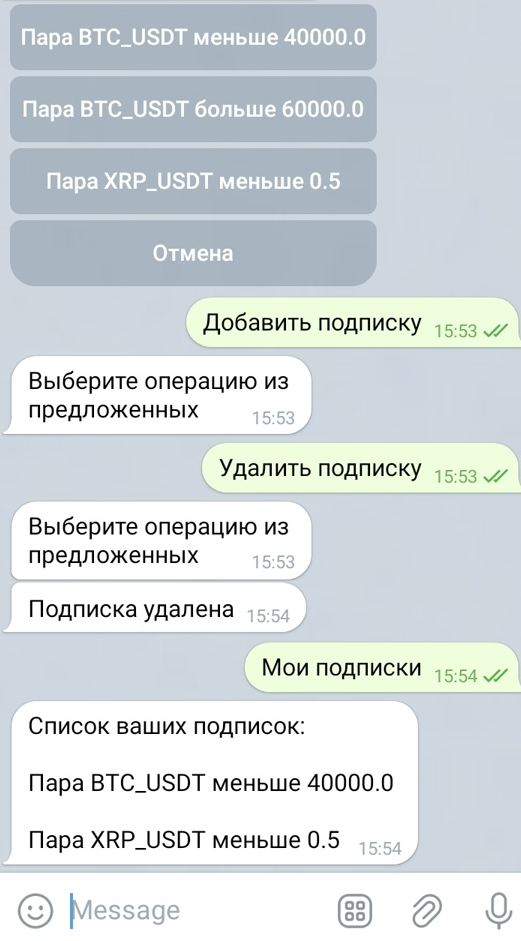 Пара BTC_USDT меньше 40000.0
Пара BTC_USDT больше 60000.0
Пара XRP_USDT меньше 0.5
Отмена
Добавить подписку 15:53
Выберите операцию из
предложенных 15:53
Удалить подписку 15:53
Выберите операцию из
предложенных 15:53
Подписка удалена 15:54
Мои подписки 15:54
Список ваших подписок:
Пара BTC_USDT меньше 40000.0
Пара XRP_USDT меньше 0.5 15:54
Message